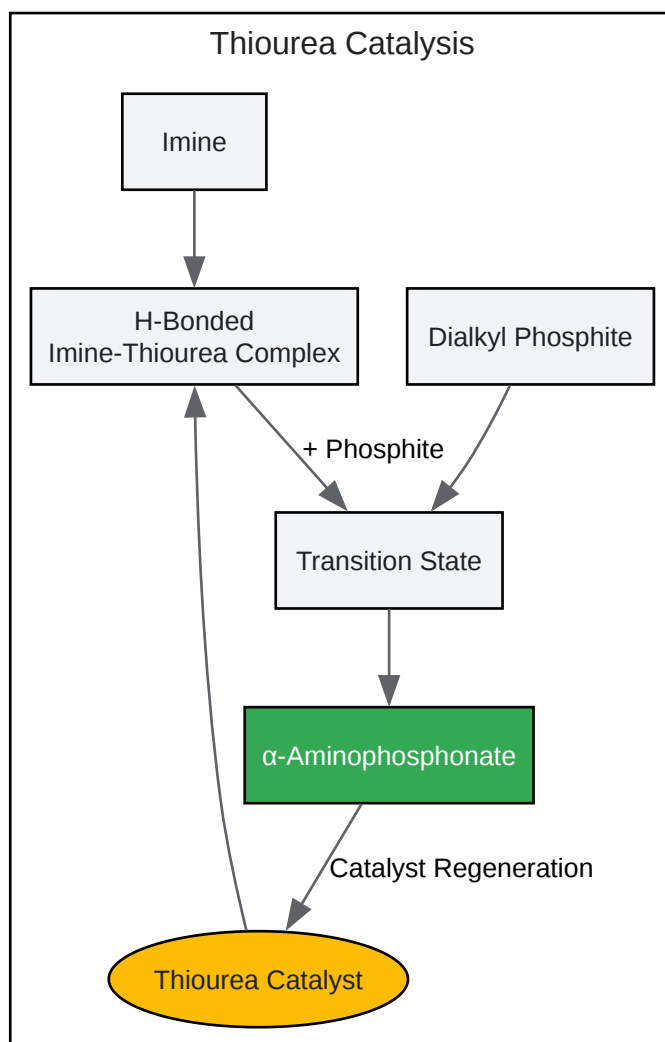 Thiourea Catalysis
Imine
H-Bonded
Imine-Thiourea Complex
Dialkyl Phosphite
+ Phosphite
Transition State
α-Aminophosphonate
Catalyst Regeneration
Thiourea Catalyst